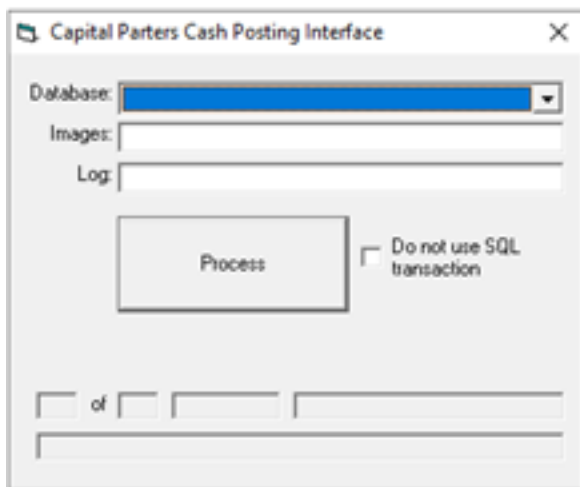 Capital Parters Cash Posting Interface
Database:
Images:
Log:
Process
Do not use SQL
transaction
of